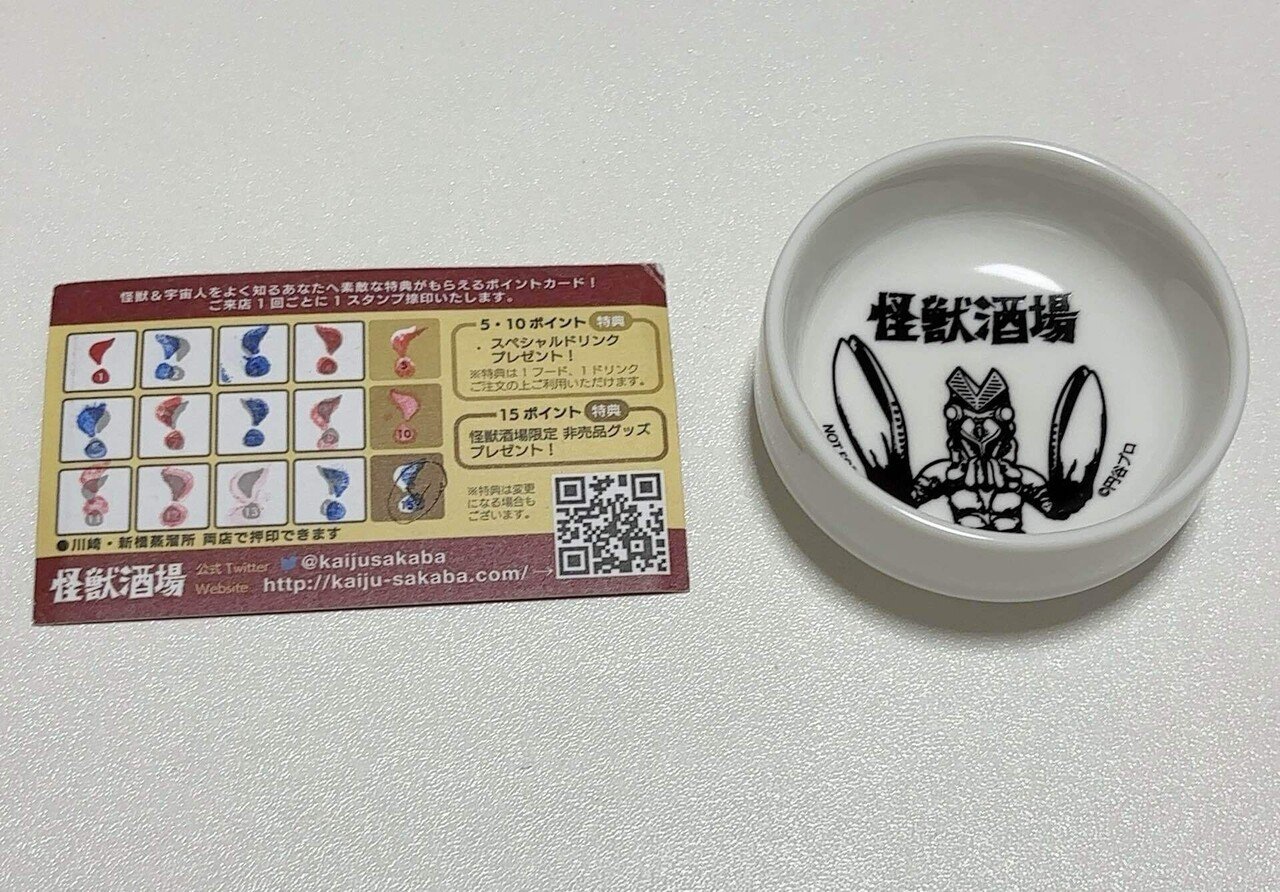 怪獣&宇宙人をよく知るあなたへ素敵な特典がもらえるポイントカード！
ご来店1回ごとに1スタンプ捺印いたします。
1
2
5
10
13
15
5・10ポイント 特典
スペシャルドリンク
プレゼント！
※特典は1フード、1ドリンク
ご注文の上ご利用いただけます。
15ポイント 特典
怪獣酒場限定 非売品グッズ
プレゼント！
※特典は変更
になる場合も
ございます。
●川崎・新橋蒸溜所 両店で押印できます
怪獣酒場
公式Twitter @kaijusakaba
Website http://kaiju-sakaba.com/→
怪獣酒場
NOT FOR
©円谷プロ